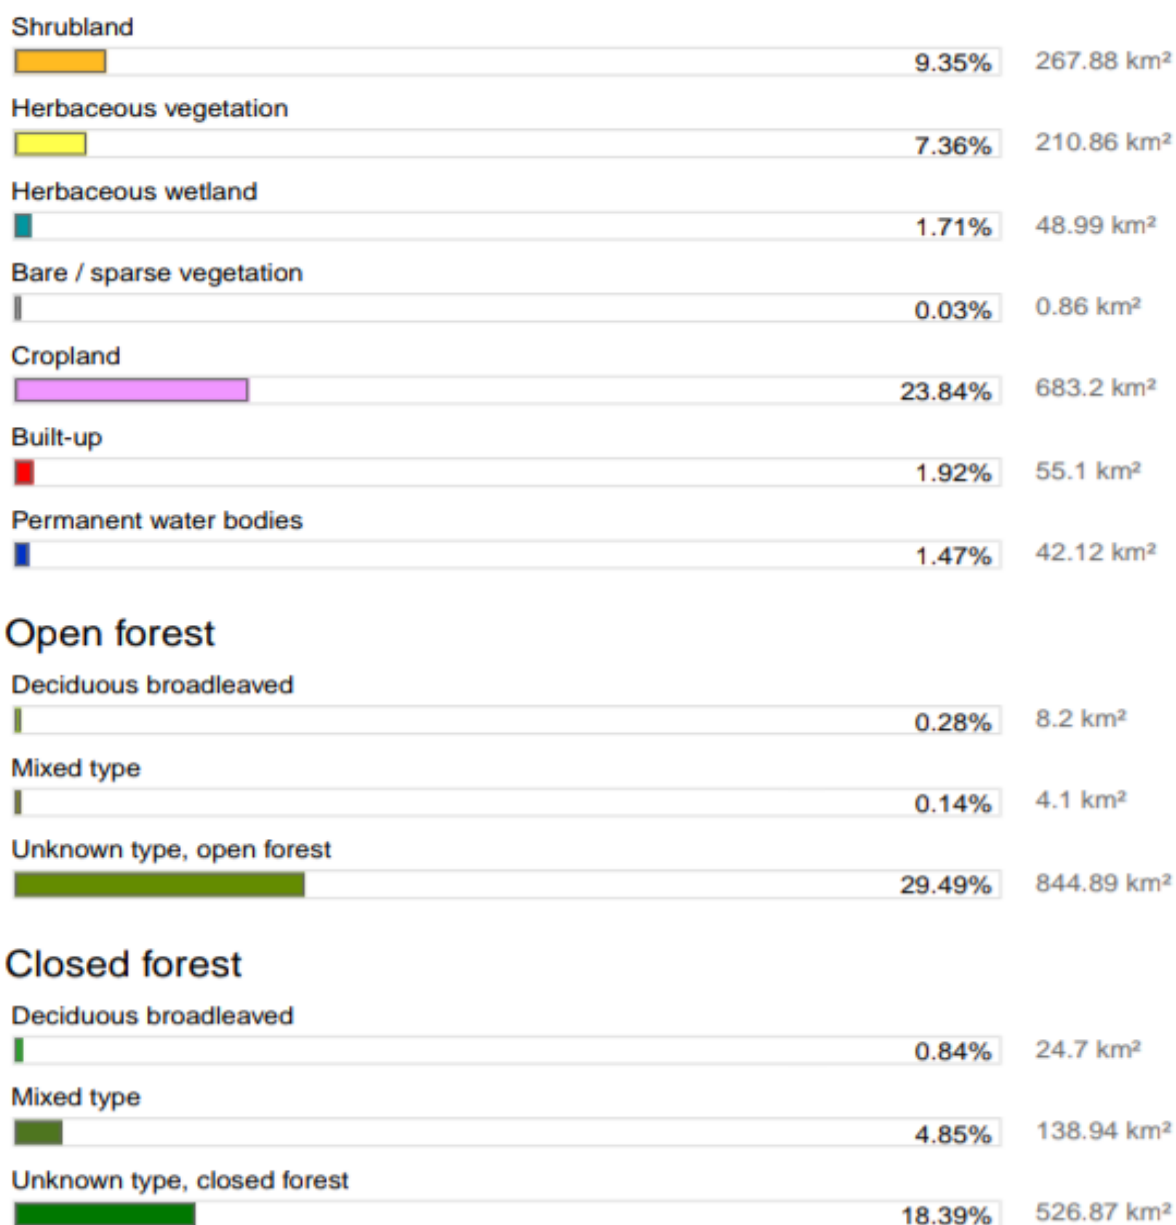 Shrubland
9.35% 267.88 km²
Herbaceous vegetation
7.36% 210.86 km²
Herbaceous wetland
1.71% 48.99 km²
Bare / sparse vegetation
0.03% 0.86 km²
Cropland
23.84% 683.2 km²
Built-up
1.92% 55.1 km²
Permanent water bodies
1.47% 42.12 km²
Open forest
Deciduous broadleaved
0.28% 8.2 km²
Mixed type
0.14% 4.1 km²
Unknown type, open forest
29.49% 844.89 km²
Closed forest
Deciduous broadleaved
0.84% 24.7 km²
Mixed type
4.85% 138.94 km²
Unknown type, closed forest
18.39% 526.87 km²